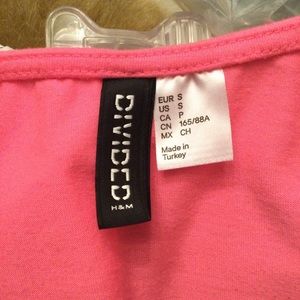 DIVIDED
H&M
EUR S
US S
CA P
CN 165/88A
MX CH
Made in
Turkey